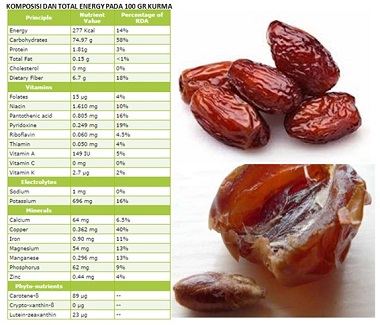 KOMPOSISI DAN TOTAL ENERGY PADA 100 GR KURMA
Principle Nutrient Value Percentage of RDA
Energy 277 Kcal 14%
Carbohydrates 74.97 g 58%
Protein 1.81g 3%
Total Fat 0.15 g <1%
Cholesterol 0 mg 0%
Dietary Fiber 6.7 g 18%
Vitamins
Folates 15 µg 4%
Niacin 1.610 mg 10%
Pantothenic acid 0.805 mg 16%
Pyridoxine 0.249 mg 19%
Riboflavin 0.060 mg 4.5%
Thiamin 0.050 mg 4%
Vitamin A 149 IU 5%
Vitamin C 0 mg 0%
Vitamin K 2.7 µg 2%
Electrolytes
Sodium 1 mg 0%
Potassium 696 mg 16%
Minerals
Calcium 64 mg 6.5%
Copper 0.362 mg 40%
Iron 0.90 mg 11%
Magnesium 54 mg 13%
Manganese 0.296 mg 13%
Phosphorus 62 mg 9%
Zinc 0.44 mg 4%
Phyto-nutrients
Carotene-ß 89 µg --
Crypto-xanthin-ß 0 µg --
Lutein-zeaxanthin 23 µg --